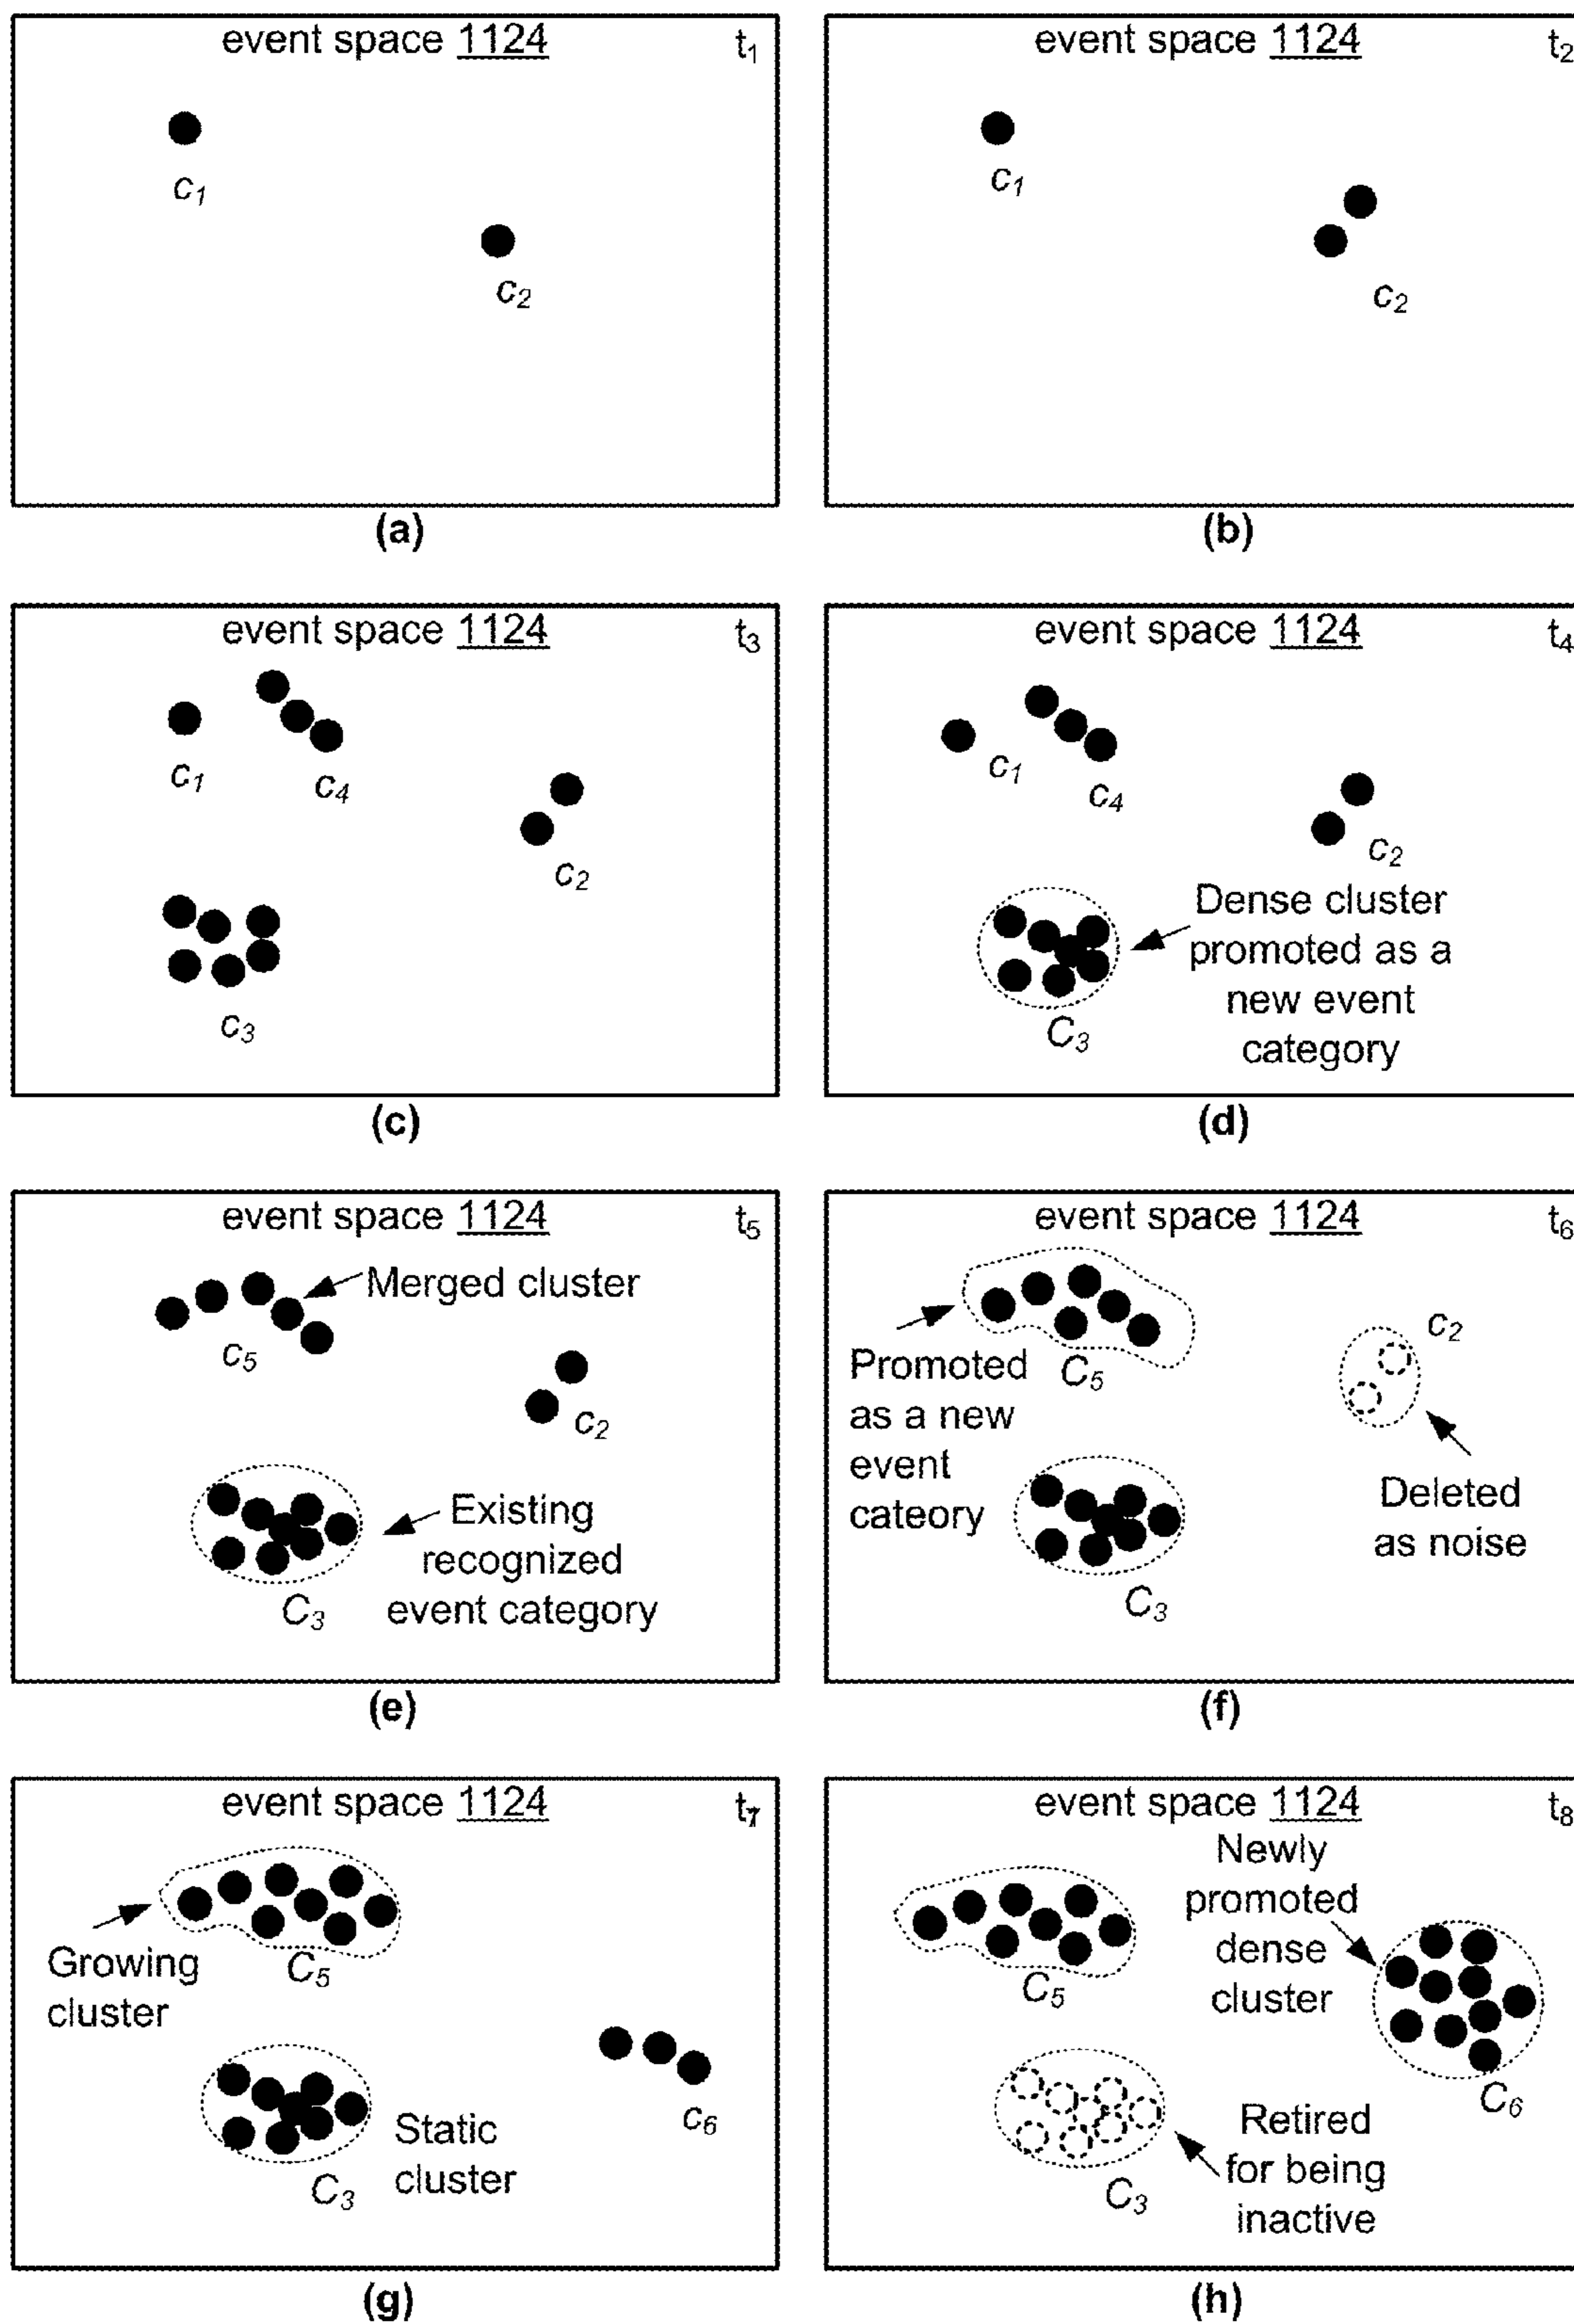 event space 1124 t1
c1
c2
(a)
event space 1124 t2
c1
c2
(b)
event space 1124 t3
c1
c4
c2
c3
(c)
event space 1124 t4
c1
c4
c2
Dense cluster
promoted as a
new event
category
C3
(d)
event space 1124 t5
Merged cluster
c5
c2
Existing
recognized
event category
C3
(e)
event space 1124 t6
c2
Promoted
as a new
event
cateory
C5
Deleted
as noise
C3
(f)
event space 1124 t7
Growing
cluster
C5
c6
Static
cluster
C3
(g)
event space 1124 t8
Newly
promoted
dense
cluster
C5
C6
Retired
for being
inactive
C3
(h)